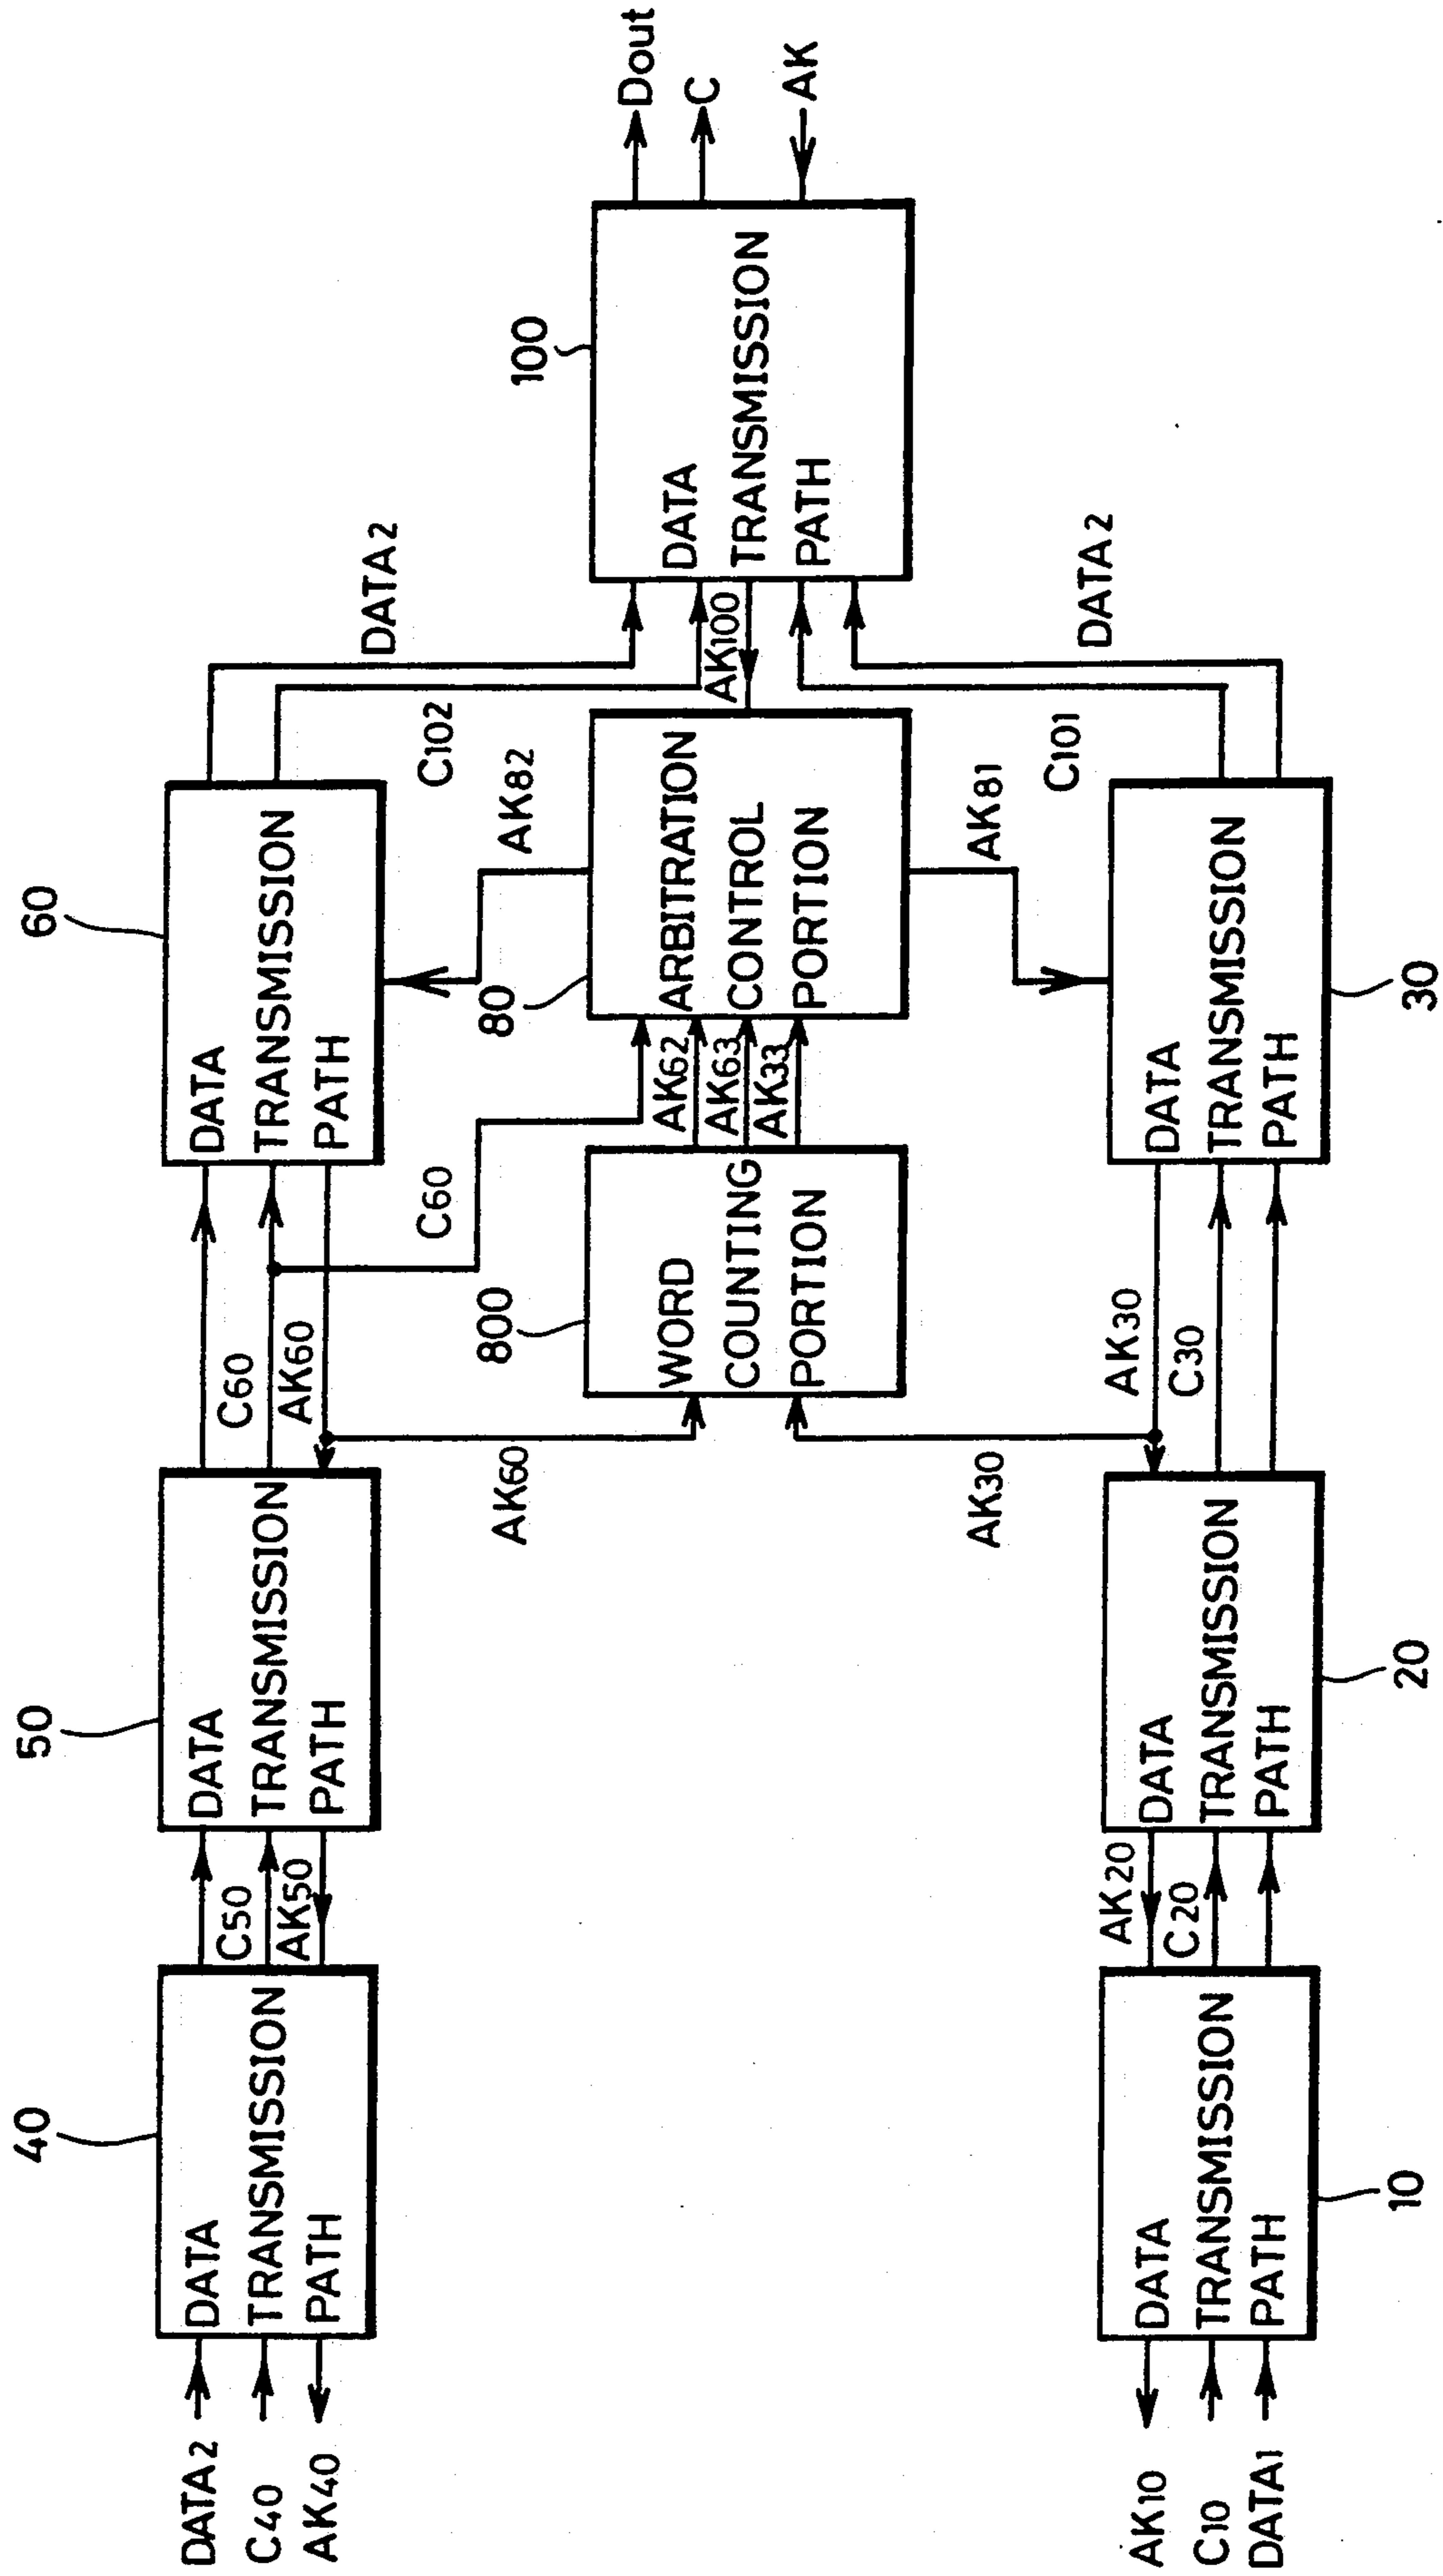 40
DATA
TRANSMISSION
PATH
DATA2
C40
AK40
C50
AK50
50
DATA
TRANSMISSION
PATH
C60
AK60
60
DATA
TRANSMISSION
PATH
DATA2
C102
AK82
C60
AK60
800
WORD
COUNTING
PORTION
AK62
AK63
AK33
80
ARBITRATION
CONTROL
PORTION
AK100
100
DATA
TRANSMISSION
PATH
Dout
C
AK
AK30
AK81
C101
DATA2
AK10
C10
DATA1
DATA
TRANSMISSION
PATH
10
AK20
C20
DATA
TRANSMISSION
PATH
20
AK30
C30
DATA
TRANSMISSION
PATH
30